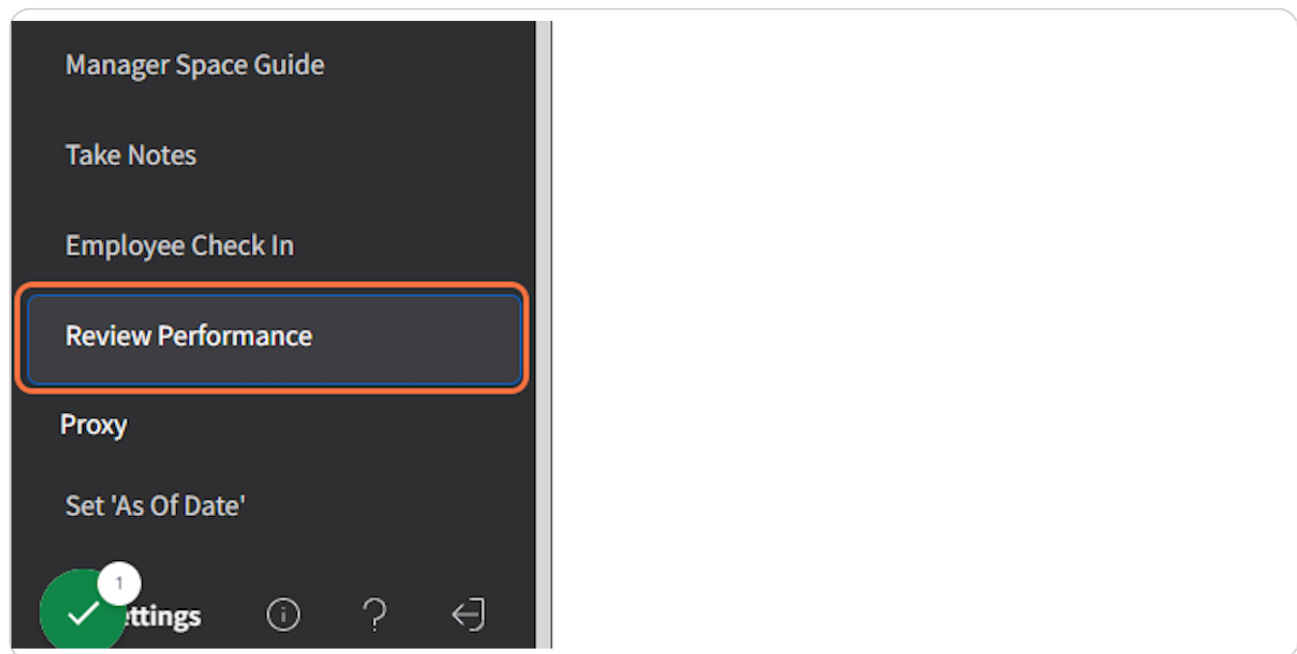 Manager Space Guide
Take Notes
Employee Check In
Review Performance
Proxy
Set 'As Of Date'
1
ettings